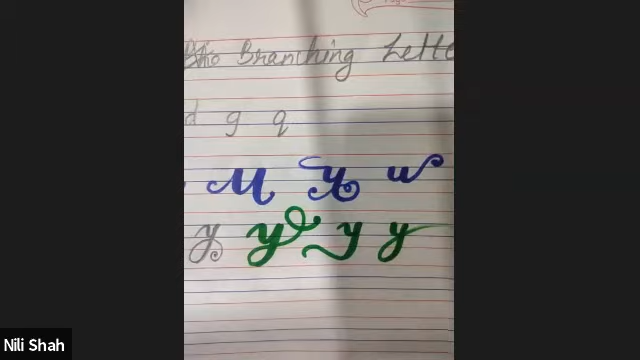 Branching Lette
d g q
u u u
y y y y
Nili Shah